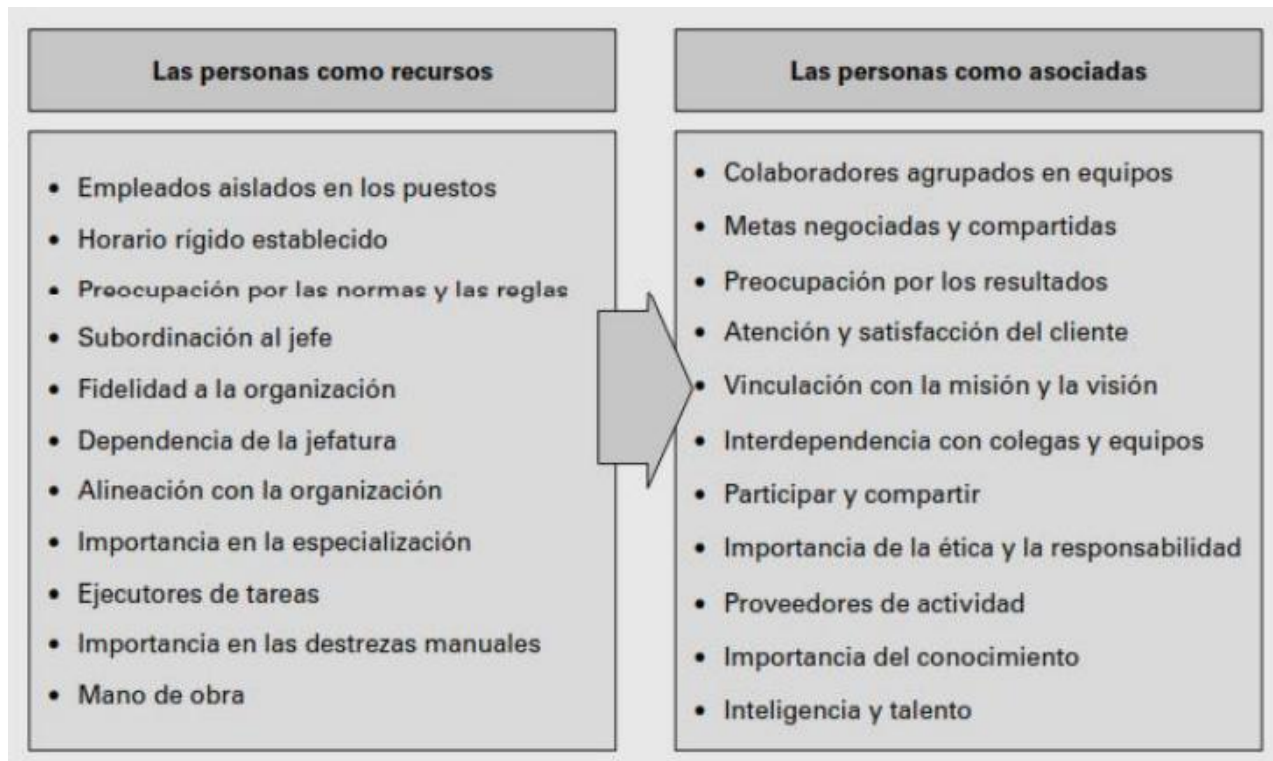 Las personas como recursos
• Empleados aislados en los puestos
• Horario rígido establecido
• Preocupación por las normas y las reglas
• Subordinación al jefe
• Fidelidad a la organización
• Dependencia de la jefatura
• Alineación con la organización
• Importancia en la especialización
• Ejecutores de tareas
• Importancia en las destrezas manuales
• Mano de obra
Las personas como asociadas
• Colaboradores agrupados en equipos
• Metas negociadas y compartidas
• Preocupación por los resultados
• Atención y satisfacción del cliente
• Vinculación con la misión y la visión
• Interdependencia con colegas y equipos
• Participar y compartir
• Importancia de la ética y la responsabilidad
• Proveedores de actividad
• Importancia del conocimiento
• Inteligencia y talento